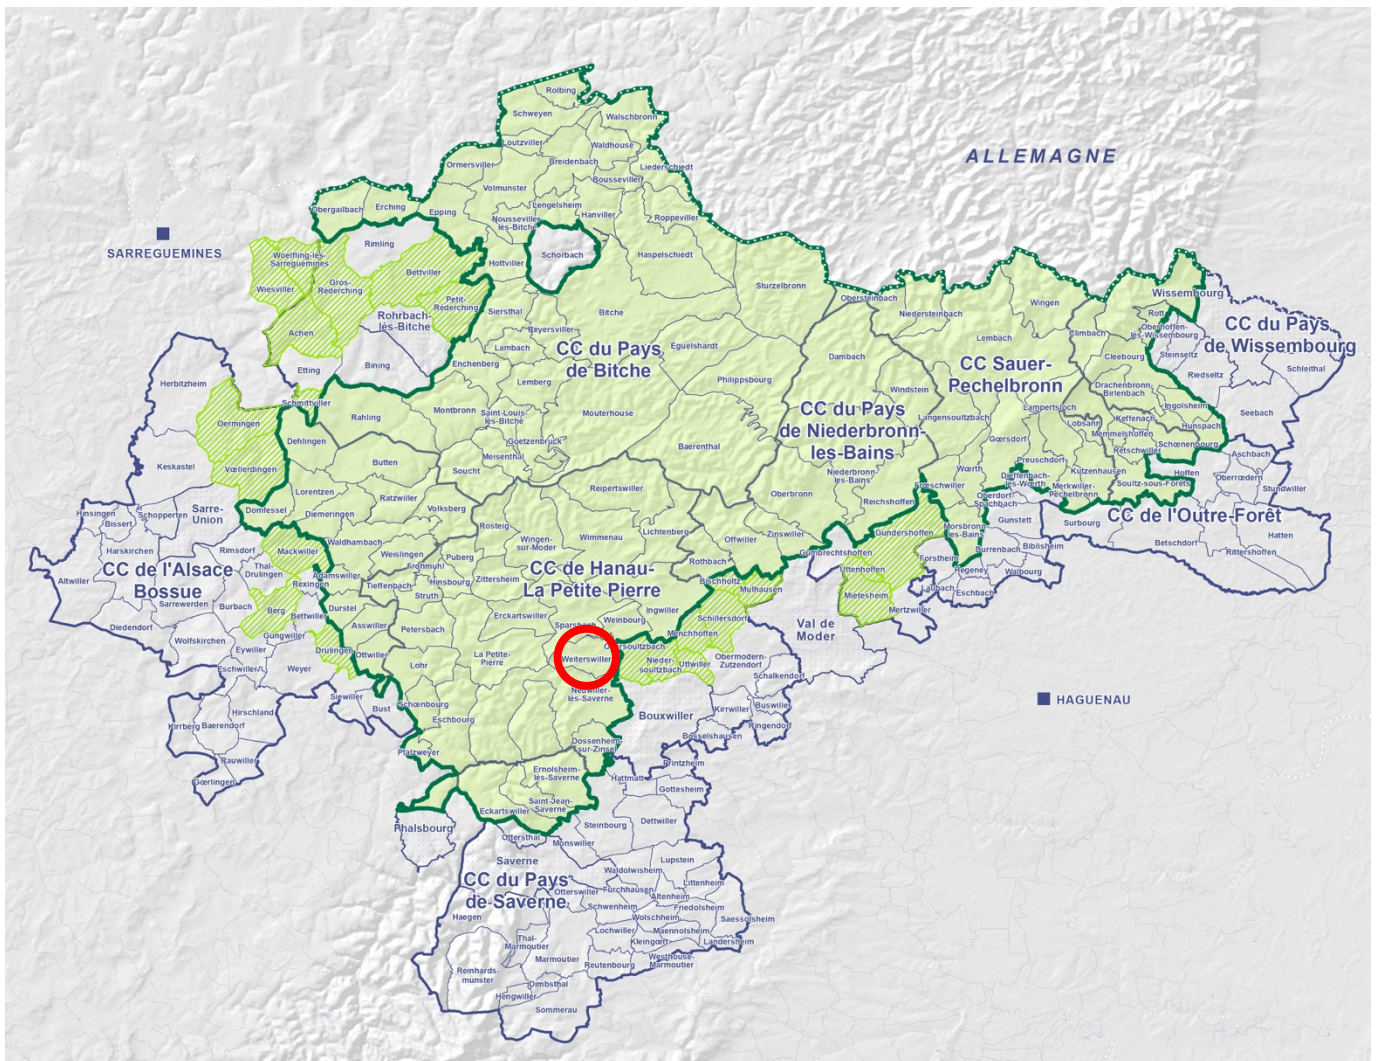 Rolbing
Schweyen
Walschbronn
Loutzviller
Waldhouse
ALLEMAGNE
Ormersviller
Breidenbach
Liederschiedt
Bousseviller
Volmunster
Lengelsheim
Obergailbach
Erching
Epping
Nousseviller-
lès-Bitche
Hanviller
Roppeviller
SARREGUEMINES
Rimling
Schorbach
Haspelschiedt
Woelfling-lès-
Sarreguemines
Hottviller
Bettviller
Wiesviller
Gros-
Réderching
Sturzelbronn
Obersteinbach
Wissembourg
Petit-
Réderching
Wingen
Rohrbach-
lès-Bitche
Siersthal
Bitche
Niedersteinbach
Rott
Oberhoffen-
lès-Wissembourg
CC du Pays
de Wissembourg
Achen
Reyersviller
Climbach
Lembach
Lambach
CC du Pays
de Bitche
Éguelshardt
Steinseltz
Cleebourg
Dambach
CC Sauer-
Pechelbronn
Enchenberg
Etting
Bining
Riedseltz
Schleithal
Herbitzheim
Lemberg
Philippsbourg
Drachenbronn-
Birlenbach
Windstein
Schmittviller
Ingolsheim
Seebach
Montbronn
Saint-Louis-
lès-Bitche
Mouterhouse
CC du Pays
de Niederbronn-
les-Bains
Lampertsloch
Langensoultzbach
Lobsann
Keffenach
Hunspach
Oermingen
Rahling
Memmelshoffen
Goersdorf
Dehlingen
Goetzenbruck
Baerenthal
Retschwiller
Schœnenbourg
Meisenthal
Aschbach
Keskastel
Vœllerdingen
Butten
Soucht
Niederbronn-
les-Bains
Wœrth
Preuschdorf
Kutzenhausen
Hoffen
Dieffenbach-
lès-Wœrth
Oberrœdern
Soultz-sous-Forêts
Merkwiller-
Pechelbronn
Stundwiller
Lorentzen
Ratzwiller
Reipertswiller
Oberbronn
Reichshoffen
Frœschwiller
Oberdorf-
Spachbach
Hinsingen
Bissert
Schopperten
Sarre-
Union
Domfessel
Diemeringen
Volksberg
Rosteig
CC de l'Outre-Forêt
Surbourg
Gunstett
Morsbronn-
les-Bains
Hatten
Betschdorf
Rittershoffen
Harskirchen
Rimsdorf
Mackwiller
Waldhambach
Weislingen
Wingen-
sur-Moder
Wimmenau
Lichtenberg
Offwiller
Zinswiller
Gundershoffen
Gumbrechtshoffen
Durrenbach
Biblisheim
Forstheim
Hegeney
Walbourg
CC de l'Alsace
Bossue
Thal-
Drulingen
Puberg
Frohmuhl
Rothbach
Uttenhoffen
Altwiller
Adamswiller
Tieffenbach
Hinsbourg
Zittersheim
CC de Hanau-
La Petite Pierre
Bischholtz
Mulhausen
Laubach
Eschbach
Rexingen
Struth
Sarrewerden
Burbach
Berg
Durstel
Erckartswiller
Weinbourg
Ingwiller
Schillersdorf
Mietesheim
Mertzwiller
Diedendorf
Bettwiller
Asswiller
Petersbach
Sparsbach
Menchhoffen
Val de
Moder
Wolfskirchen
Gungwiller
Eywiller
Drulingen
Ottwiller
La Petite-
Pierre
Weiterswiller
Nieder-
soultzbach
Uttwiller
Obermodern-
Zutzendorf
Eschwiller
Weyer
Lohr
Schalkendorf
Siewiller
Schœnbourg
Neuwiller-
lès-Saverne
Bust
HAGUENAU
Hirschland
Kirrberg
Baerendorf
Eschbourg
Bouxwiller
Kirrwiller
Buswiller
Ringendorf
Bosselshausen
Pfalzweyer
Dossenheim-
sur-Zinsel
Rauwiller
Printzheim
Gœrlingen
Ernolsheim-
lès-Saverne
Hattmatt
Gottesheim
Eckartswiller
Saint-Jean-
Saverne
Phalsbourg
Steinbourg
Dettwiller
Ottersthal
Monswiller
Saverne
Lupstein
CC du Pays
de Saverne
Waldolwisheim
Littenheim
Otterswiller
Furchhausen
Altenheim
Schwenheim
Friedolsheim
Haegen
Wolschheim
Saessolsheim
Lochwiller
Maennolsheim
Thal-
Marmoutier
Kleingœft
Landersheim
Marmoutier
Reutenbourg
Westhouse-
Marmoutier
Reinhards-
munster
Dimbsthal
Hengwiller
Sommerau